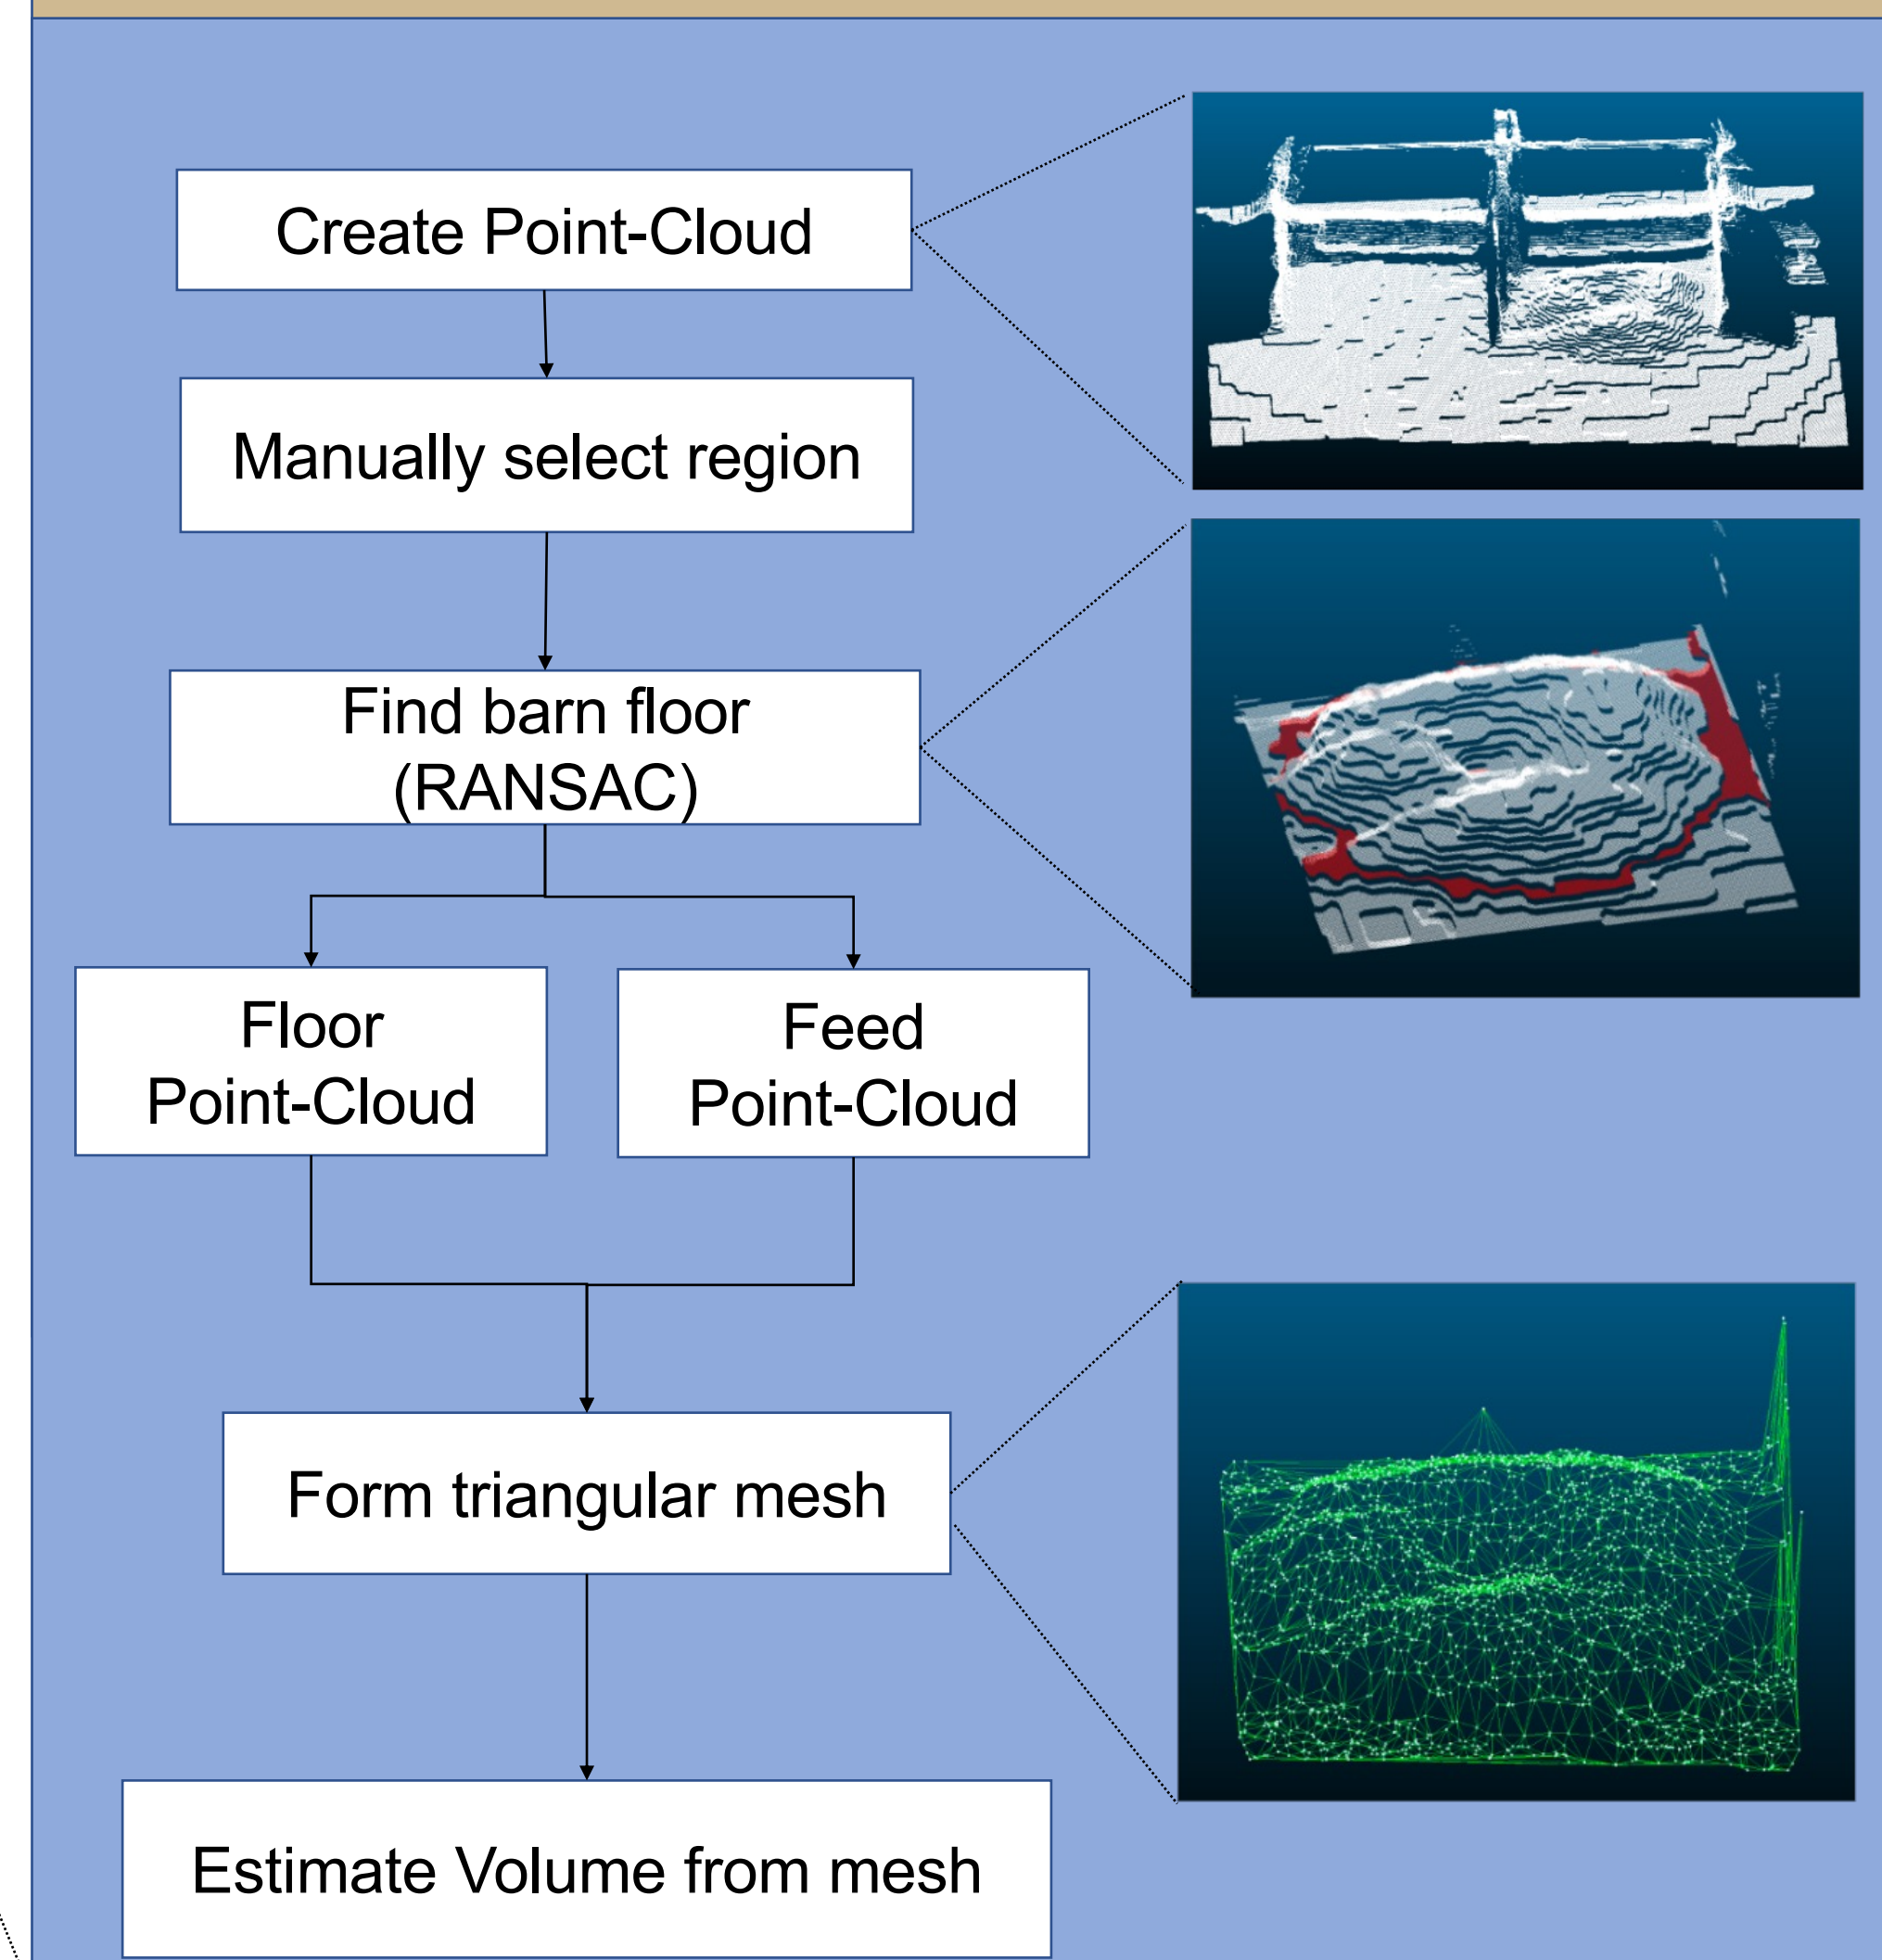 Create Point-Cloud
Manually select region
Find barn floor
(RANSAC)
Floor
Point-Cloud
Feed
Point-Cloud
Form triangular mesh
Estimate Volume from mesh